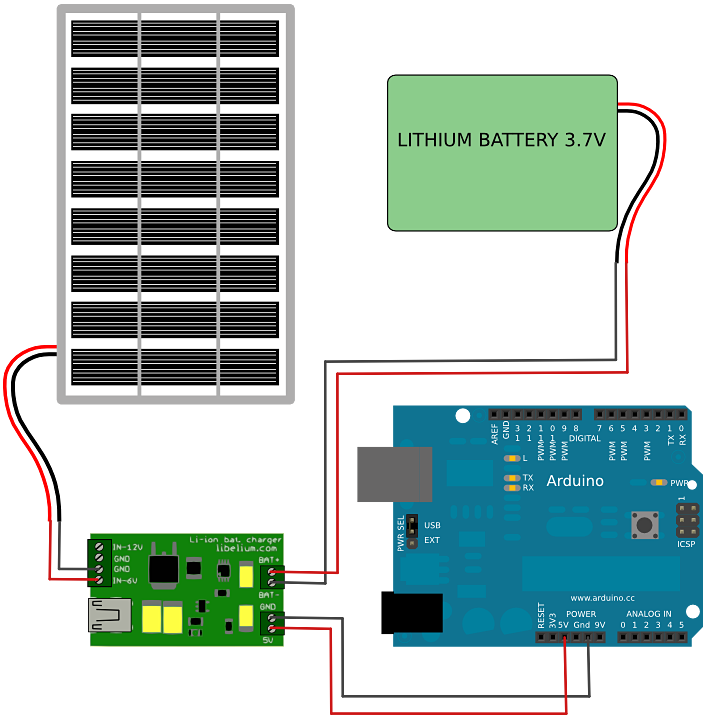 LITHIUM BATTERY 3.7V
Li-ion bat charger
libelium.com
IN-12V
GND
GND
IN-6V
BAT+
BAT-
GND
5V
AREF
GND
13
12
11
10
9
8
7
6
5
4
3
2
1
0
PWM
PWM
PWM
PWM
PWM
PWM
DIGITAL
TX
RX
L
TX
RX
Arduino
PWR
1
ICSP
PWR SEL
USB
EXT
www.arduino.cc
POWER
ANALOG IN
RESET
3V3
5V
Gnd
9V
0 1 2 3 4 5